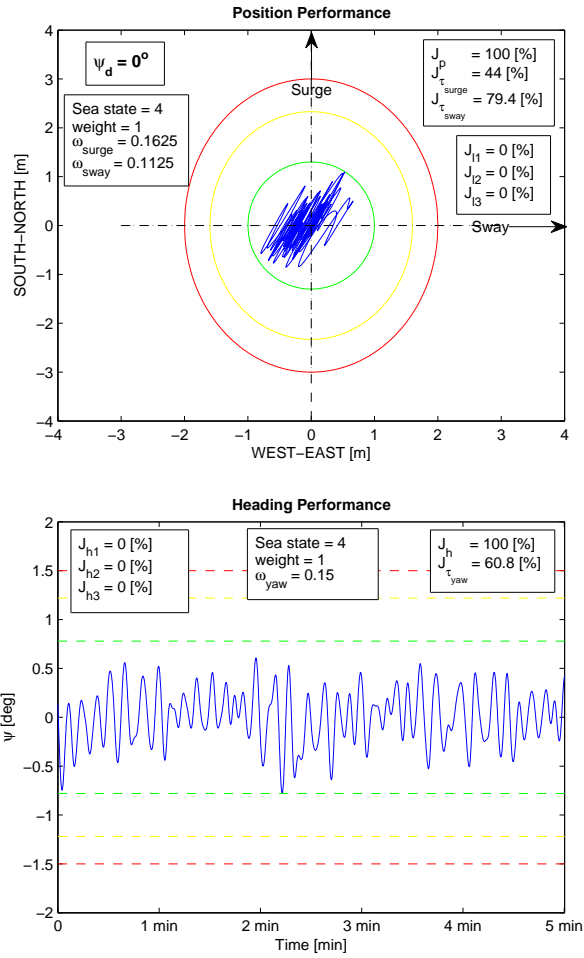 Position Performance
4
3
2
1
0
−1
−2
−3
−4
SOUTH−NORTH [m]
ψd = 0o
Sea state = 4
weight = 1
ωsurge = 0.1625
ωsway = 0.1125
Surge
Jp = 100 [%]
Jτsurge = 44 [%]
Jτsway = 79.4 [%]
Jl1 = 0 [%]
Jl2 = 0 [%]
Jl3 = 0 [%]
Sway
−4 −3 −2 −1 0 1 2 3 4
WEST−EAST [m]
Heading Performance
2
1.5
1
0.5
0
−0.5
−1
−1.5
−2
ψ [deg]
Jh1 = 0 [%]
Jh2 = 0 [%]
Jh3 = 0 [%]
Sea state = 4
weight = 1
ωyaw = 0.15
Jh = 100 [%]
Jτyaw = 60.8 [%]
0 1 min 2 min 3 min 4 min 5 min
Time [min]